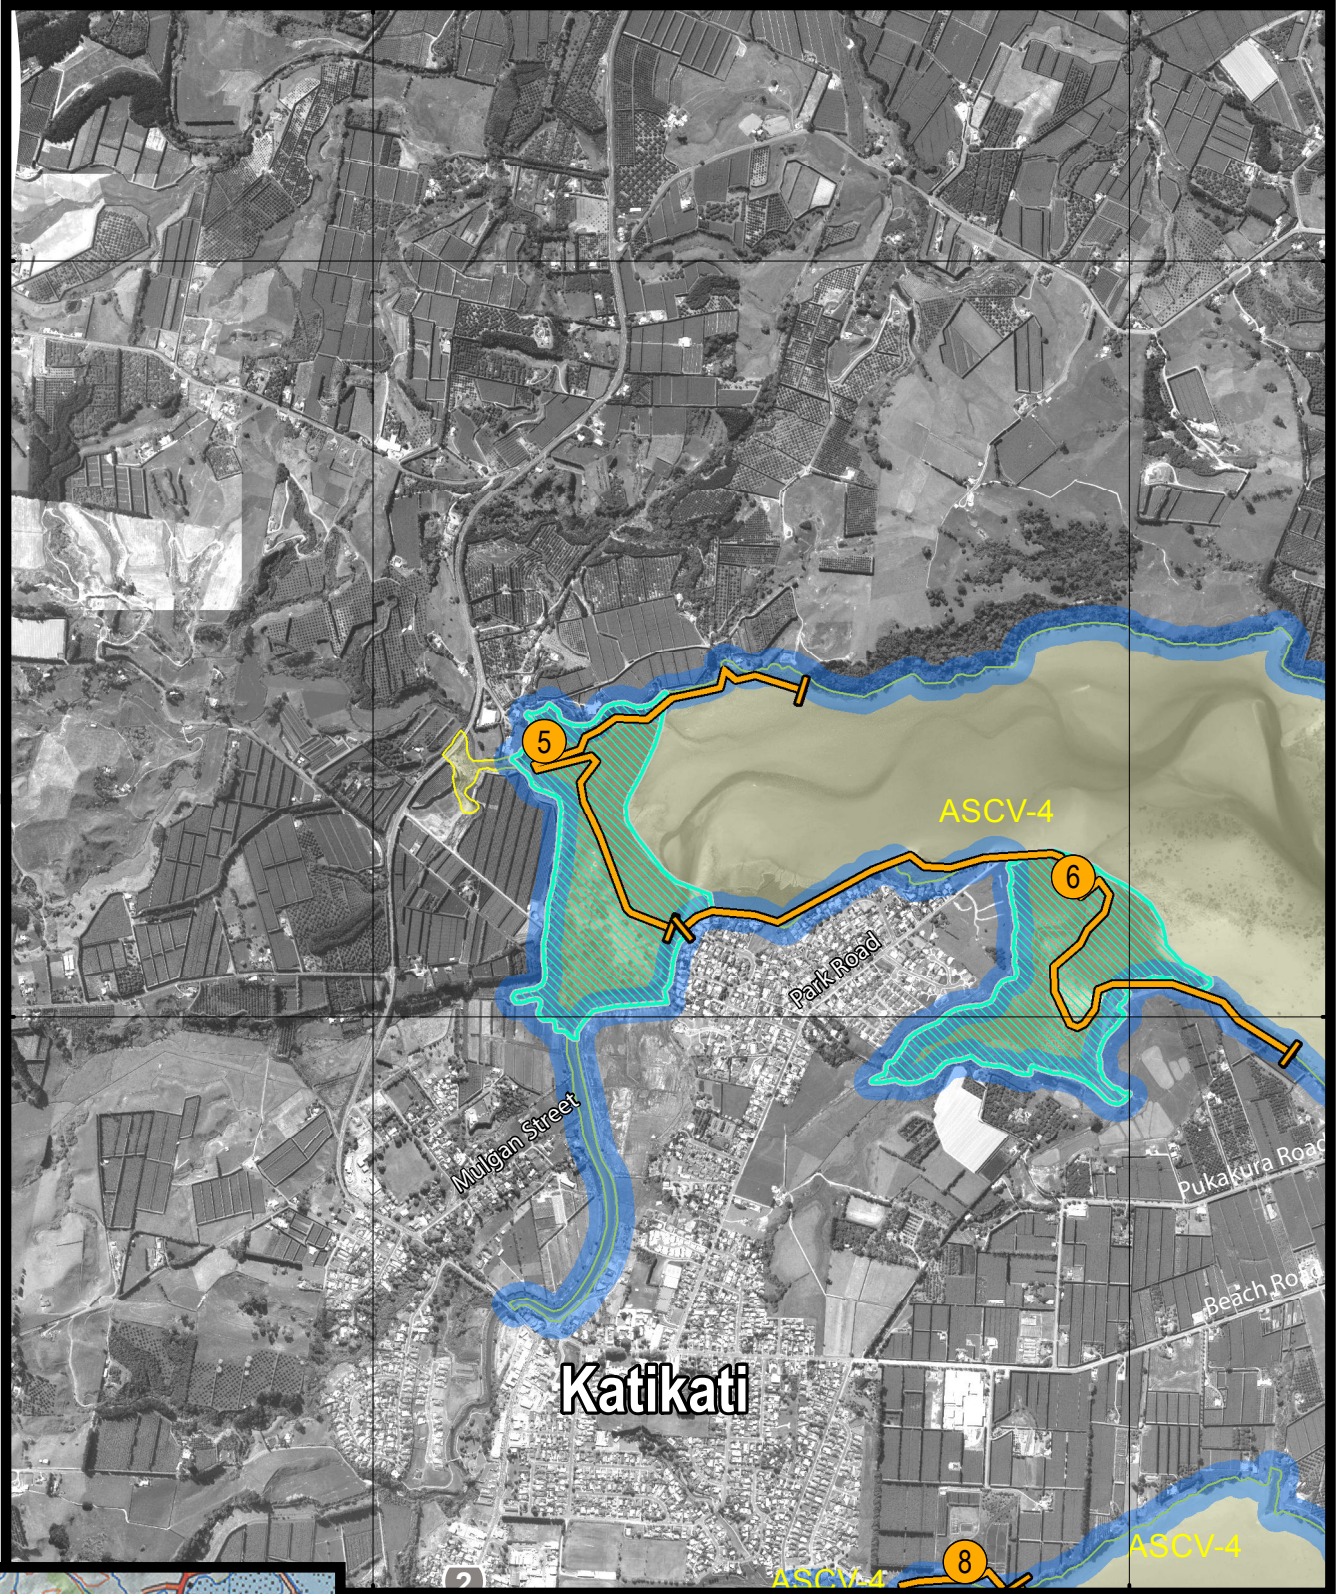 5
ASCV-4
6
Park Road
Mulgan Street
Pukakura Road
Beach Road
Katikati
ASCV-4
8
ASCV-4
2